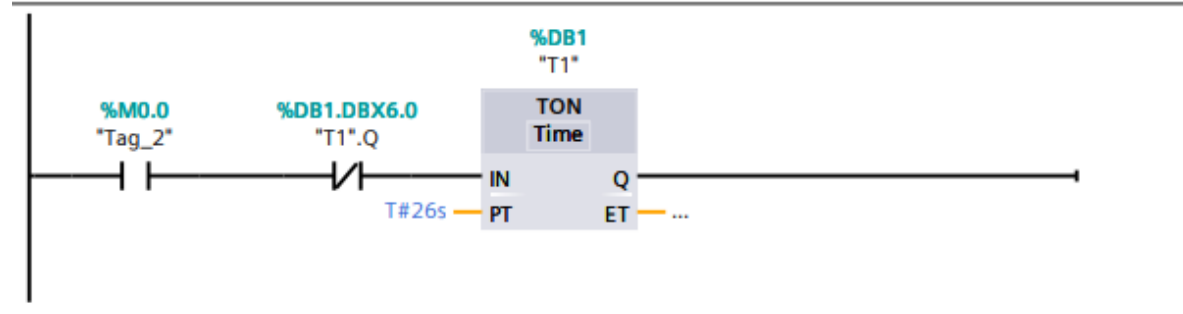 %DB1
"T1"
%M0.0 %DB1.DBX6.0 TON
"Tag_2" "T1".Q Time
IN Q
T#26s PT ET ...